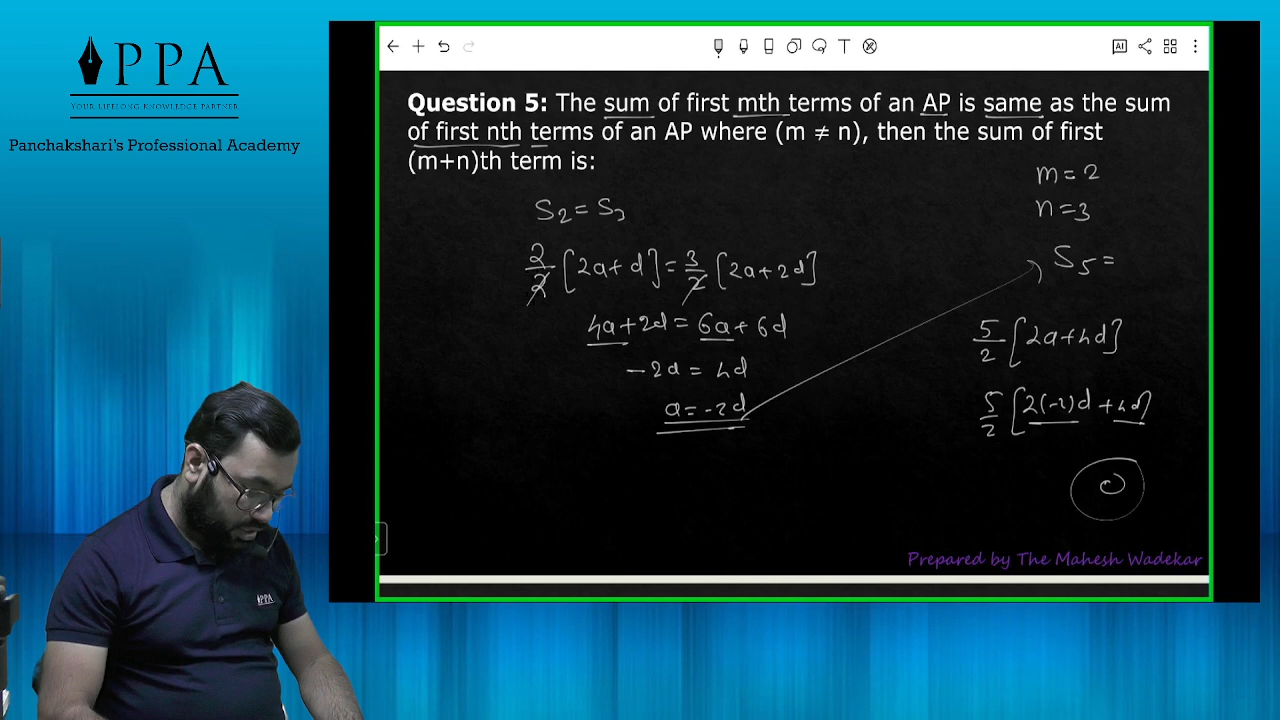 PPA
YOUR LIFELONG KNOWLEDGE PARTNER
Panchakshari's Professional Academy
AI
T
Question 5: The sum of first mth terms of an AP is same as the sum
of first nth terms of an AP where (m ≠ n), then the sum of first
(m+n)th term is:
m = 2
n = 3
S₂ = S₃
S₅ =
2/2 [2a+d] = 3/2 [2a+2d]
4a+2d = 6a+6d
5/2 [2a+4d]
-2a = 4d
a = -2d
5/2 [2(-2)d + 4d]
0
PPA
Prepared by The Mahesh Wadekar